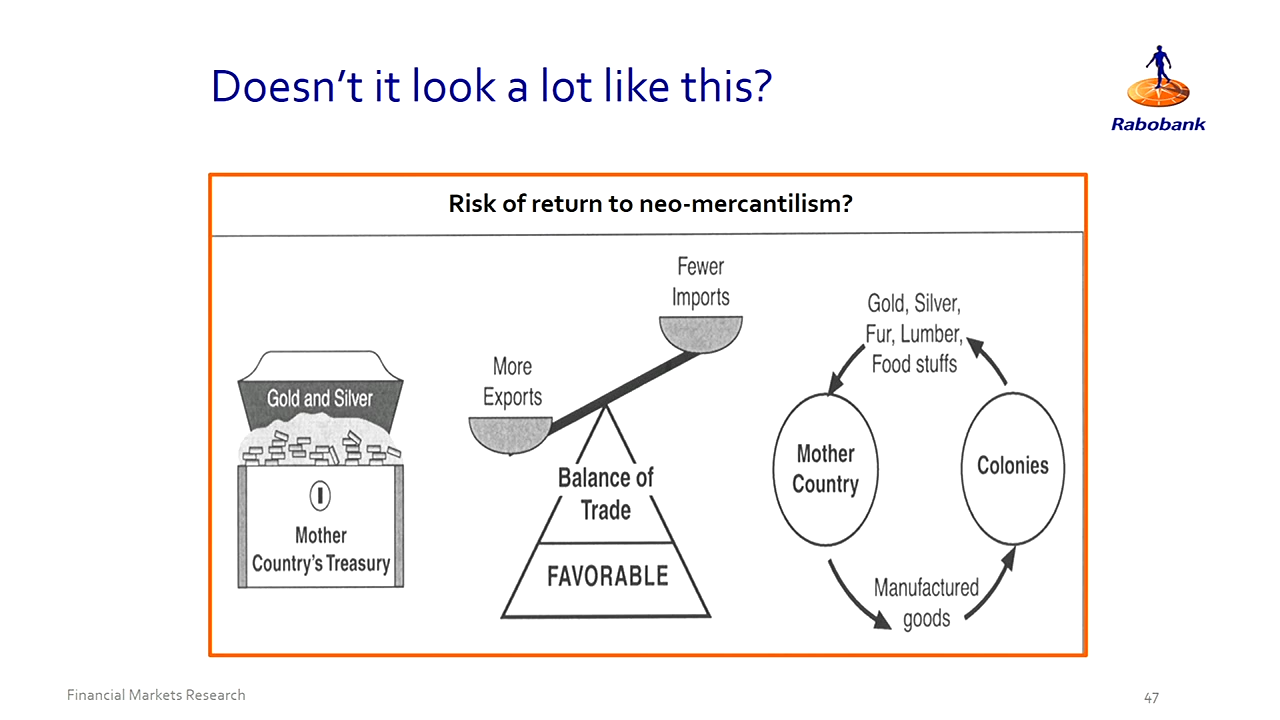 Doesn’t it look a lot like this?
Rabobank
Risk of return to neo-mercantilism?
Gold and Silver
Mother
Country's Treasury
More
Exports
Fewer
Imports
Balance of
Trade
FAVORABLE
Gold, Silver,
Fur, Lumber,
Food stuffs
Mother
Country
Colonies
Manufactured
goods
Financial Markets Research
47